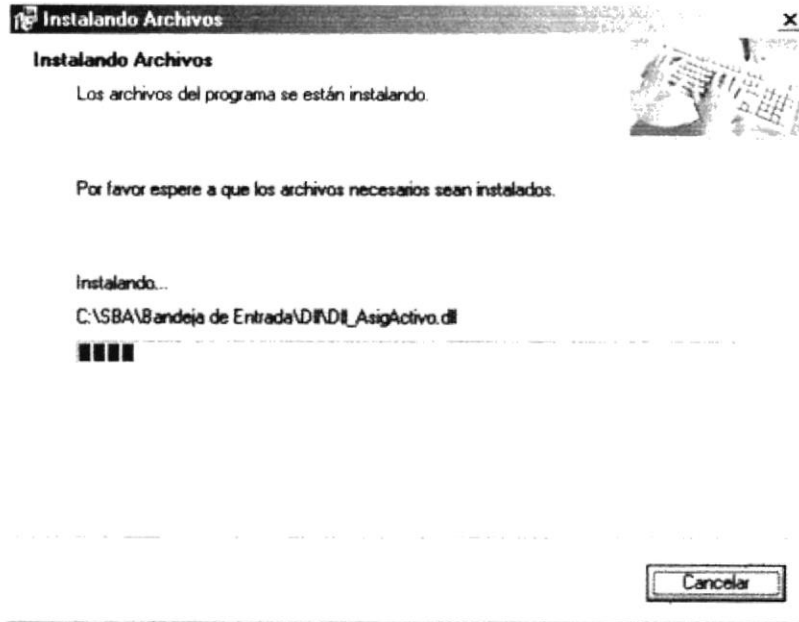 Instalando Archivos
Instalando Archivos
Los archivos del programa se están instalando.
Por favor espere a que los archivos necesarios sean instalados.
Instalando...
C:\SBA\Bandeja de Entrada\Dll\Dll_AsigActivo.dll
Cancelar